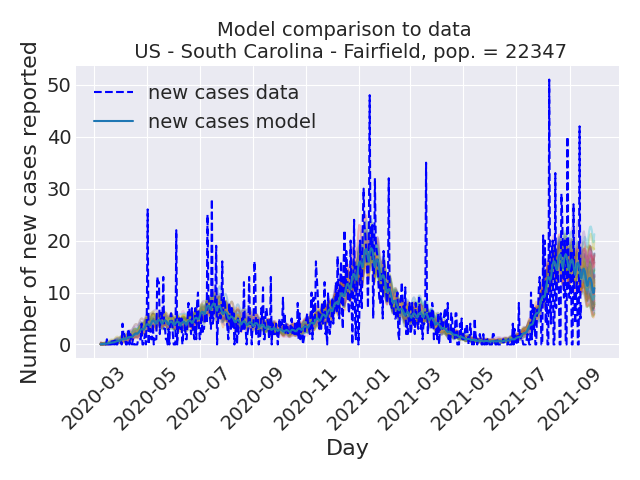 Model comparison to data
US - South Carolina - Fairfield, pop. = 22347
Number of new cases reported
50
40
30
20
10
0
new cases data
new cases model
2020-03
2020-05
2020-07
2020-09
2020-11
2021-01
2021-03
2021-05
2021-07
2021-09
Day